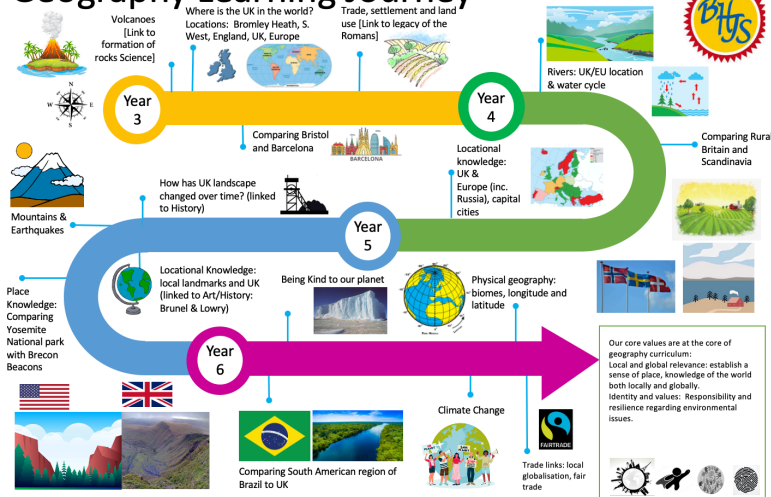 Geography Learning Journey
Volcanoes
[Link to
formation of
rocks Science]
Where is the UK in the world?
Locations: Bromley Heath, S.
West, England, UK, Europe
Trade, settlement and land
use [Link to legacy of the
Romans]
BHJS
N
W E
S
Year
3
Year
4
Rivers: UK/EU location
& water cycle
Comparing Bristol
and Barcelona
BARCELONA
Locational
knowledge:
UK &
Europe (inc.
Russia), capital
cities
Comparing Rural
Britain and
Scandinavia
How has UK landscape
changed over time? (linked
to History)
Mountains &
Earthquakes
Year
5
Place
Knowledge:
Comparing
Yosemite
National park
with Brecon
Beacons
Locational Knowledge:
local landmarks and UK
(linked to Art/History:
Brunel & Lowry)
Being Kind to our planet
Physical geography:
biomes, longitude and
latitude
Year
6
Our core values are at the core of
geography curriculum:
Local and global relevance: establish a
sense of place, knowledge of the world
both locally and globally.
Identity and values: Responsibility and
resilience regarding environmental
issues.
Comparing South American region of
Brazil to UK
Climate Change
FAIRTRADE
Trade links: local
globalisation, fair
trade